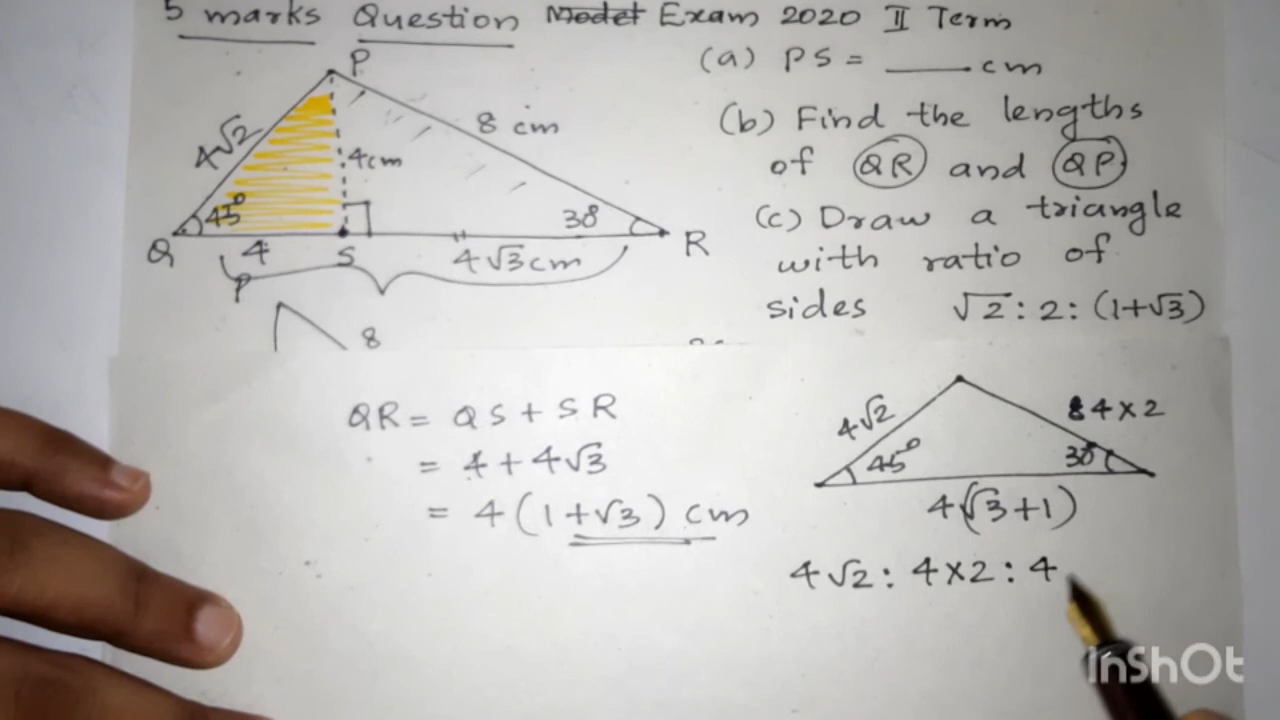 5 marks Question Model Exam 2020 II Term
(a) PS = ___ cm
(b) Find the lengths
of QR and QP
(c) Draw a triangle
with ratio of
sides √2 : 2 : (1+√3)
P
4√2
8 cm
4cm
45°
30°
Q
4
S
4√3cm
R
P
8
QR = QS + SR
= 4 + 4√3
= 4(1+√3) cm
4√2
4×2
45°
30°
4(√3+1)
4√2 : 4×2 : 4
InShOt